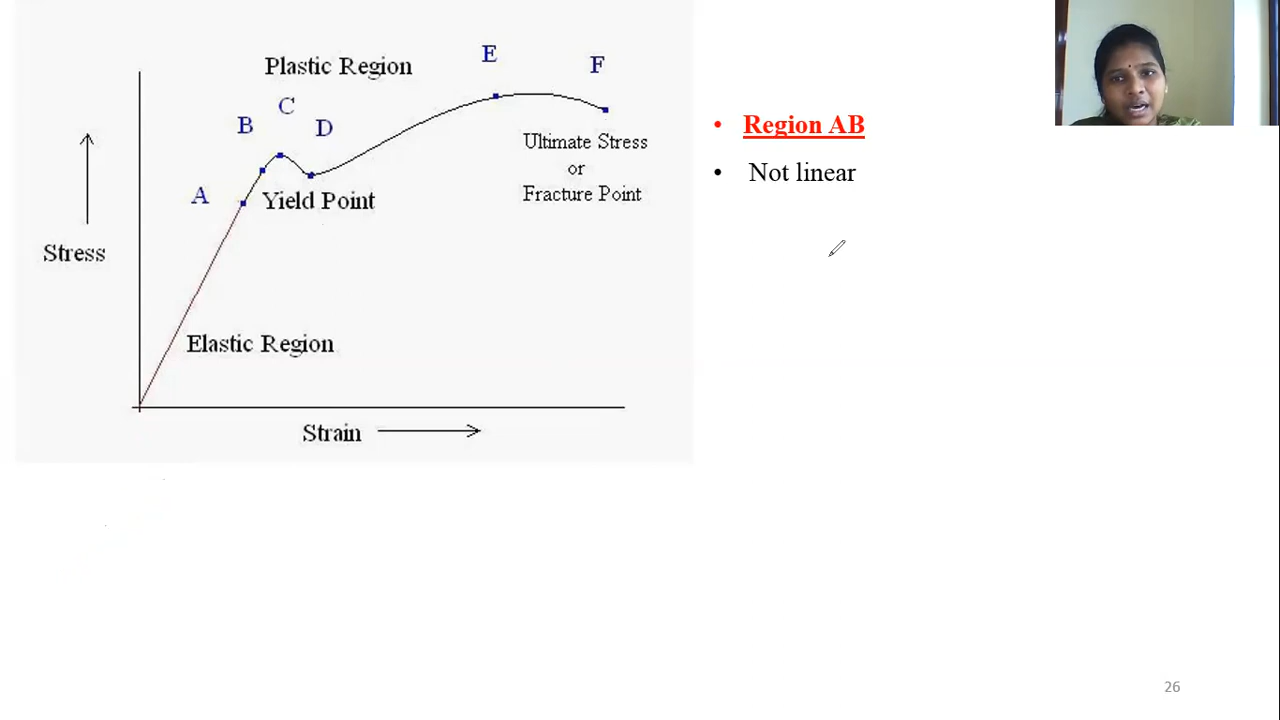 Plastic Region
E
F
C
B
D
A
Yield Point
Ultimate Stress
or
Fracture Point
Stress
Elastic Region
Strain
• Region AB
• Not linear
26